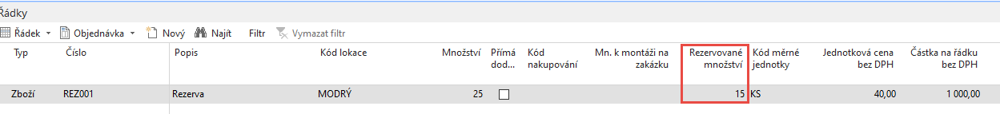 Řádky
Řádek Objednávka Nový Najít Filtr Vymazat filtr
Typ Číslo Popis Kód lokace Množství Přímá dod... Kód nakupování Mn. k montáži na zakázku Rezervované množství Kód měrné jednotky Jednotková cena bez DPH Částka na řádku bez DPH
Zboží REZ001 Rezerva MODRÝ 25 15 KS 40,00 1 000,00